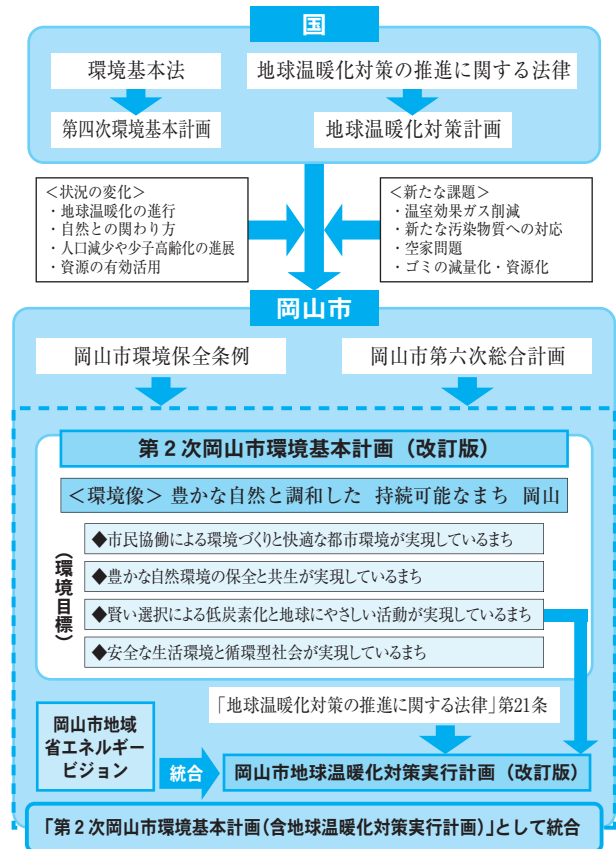 国
環境基本法
地球温暖化対策の推進に関する法律
第四次環境基本計画
地球温暖化対策計画
＜状況の変化＞
・地球温暖化の進行
・自然との関わり方
・人口減少や少子高齢化の進展
・資源の有効活用
＜新たな課題＞
・温室効果ガス削減
・新たな汚染物質への対応
・空家問題
・ゴミの減量化・資源化
岡山市
岡山市環境保全条例
岡山市第六次総合計画
第２次岡山市環境基本計画（改訂版）
＜環境像＞ 豊かな自然と調和した 持続可能なまち 岡山
（環境目標）
◆市民協働による環境づくりと快適な都市環境が実現しているまち
◆豊かな自然環境の保全と共生が実現しているまち
◆賢い選択による低炭素化と地球にやさしい活動が実現しているまち
◆安全な生活環境と循環型社会が実現しているまち
「地球温暖化対策の推進に関する法律」第21条
岡山市地域
省エネルギー
ビジョン
統合
岡山市地球温暖化対策実行計画（改訂版）
「第２次岡山市環境基本計画（含地球温暖化対策実行計画）」として統合